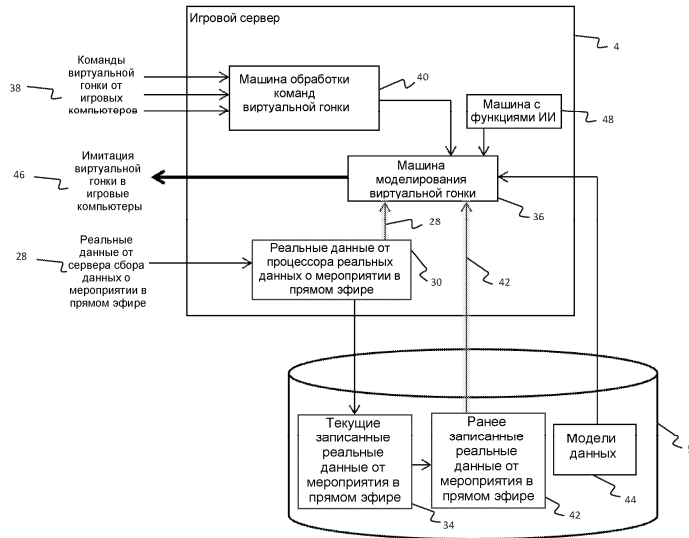 Игровой сервер
4
Команды
виртуальной
гонки от
игровых
компьютеров
38
Машина обработки
команд
виртуальной гонки
40
Машина с
функциями ИИ
48
Имитация
виртуальной
гонки в
игровые
компьютеры
46
Машина
моделирования
виртуальной гонки
36
Реальные
данные от
сервера сбора
данных о
мероприятии в
прямом эфире
28
Реальные данные от
процессора реальных
данных о мероприятии в
прямом эфире
30
28
42
Текущие
записанные
реальные
данные от
мероприятия в
прямом эфире
34
Ранее
записанные
реальные
данные от
мероприятия в
прямом эфире
42
Модели
данных
44